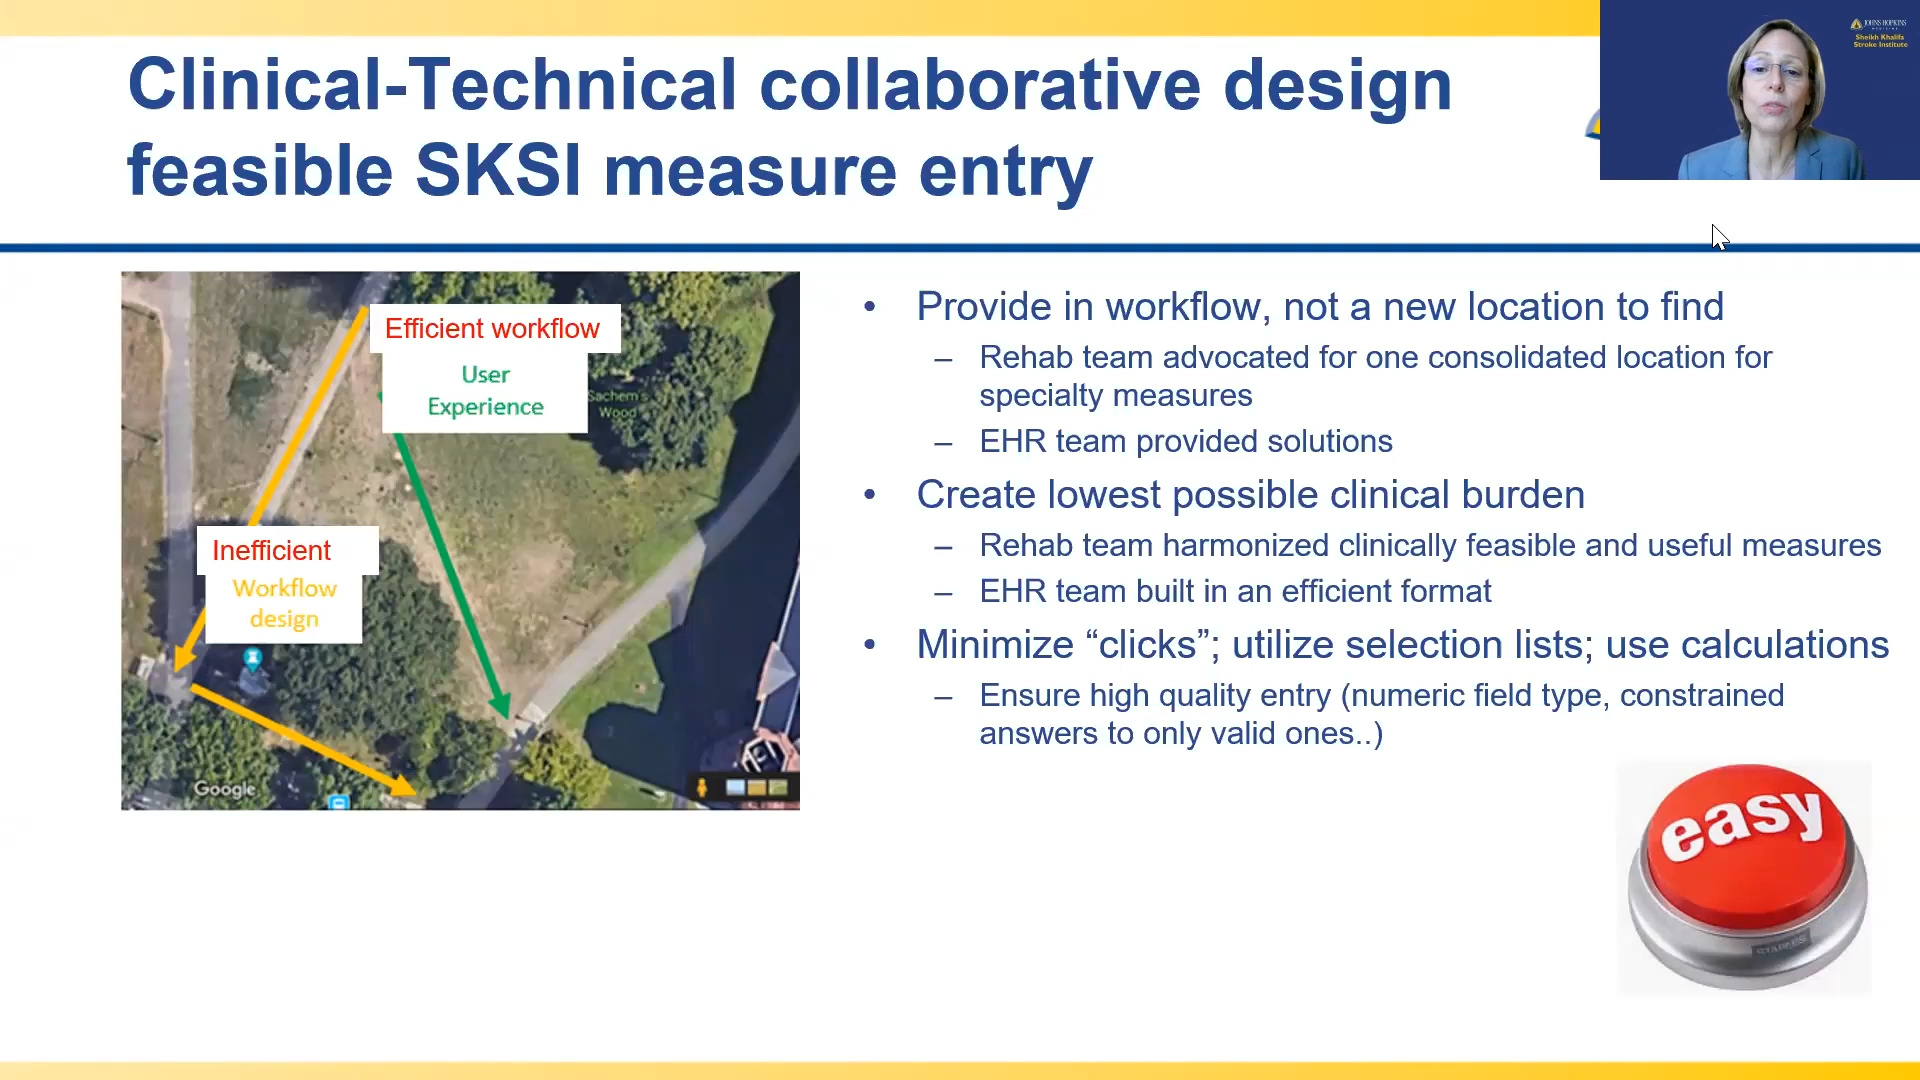 Clinical-Technical collaborative design
feasible SKSI measure entry
JOHNS HOPKINS
MEDICINE
Sheikh Khalifa
Stroke Institute
Efficient workflow
User
Experience
Sachem's
Wood
Inefficient
Workflow
design
Google
• Provide in workflow, not a new location to find
– Rehab team advocated for one consolidated location for
specialty measures
– EHR team provided solutions
• Create lowest possible clinical burden
– Rehab team harmonized clinically feasible and useful measures
– EHR team built in an efficient format
• Minimize “clicks”; utilize selection lists; use calculations
– Ensure high quality entry (numeric field type, constrained
answers to only valid ones..)
easy
STAPLES